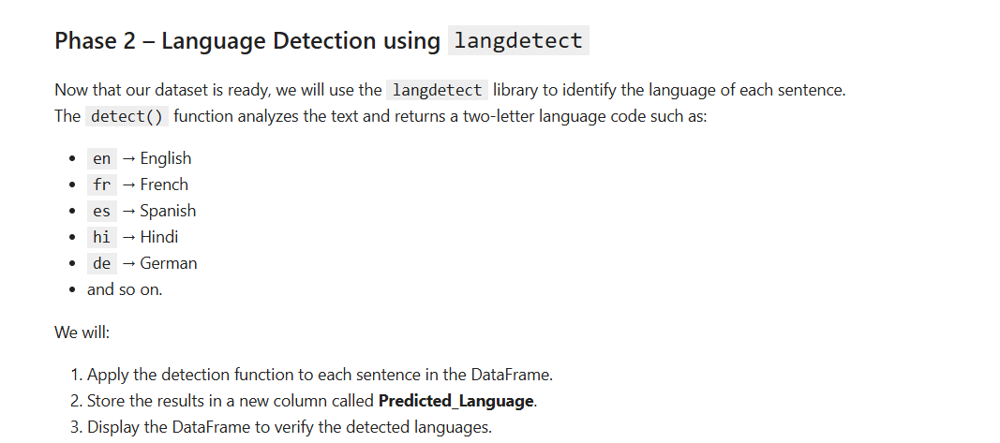 Phase 2 – Language Detection using langdetect
Now that our dataset is ready, we will use the langdetect library to identify the language of each sentence.
The detect() function analyzes the text and returns a two-letter language code such as:
• en → English
• fr → French
• es → Spanish
• hi → Hindi
• de → German
• and so on.
We will:
1. Apply the detection function to each sentence in the DataFrame.
2. Store the results in a new column called Predicted_Language.
3. Display the DataFrame to verify the detected languages.